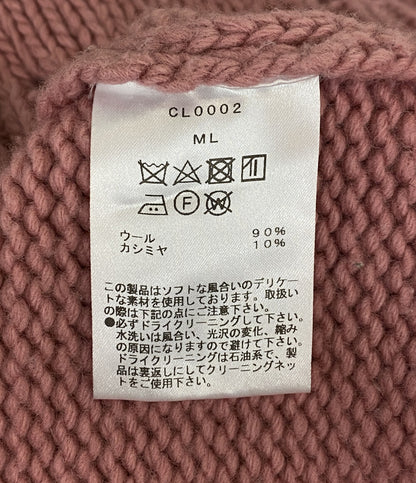 CL0002
ML
ウール 90%
カシミヤ 10%
この製品はソフトな風合いのデリケー
トな素材を使用しております。取扱い
の際は下記の点にご注意下さい。
●必ずドライクリーニングして下さい。
水洗いは風合い、光沢の変化、縮み
の原因になりますので避けて下さい。
ドライクリーニングは石油系で、製
品は裏返しにしてクリーニングネッ
トをご使用下さい。